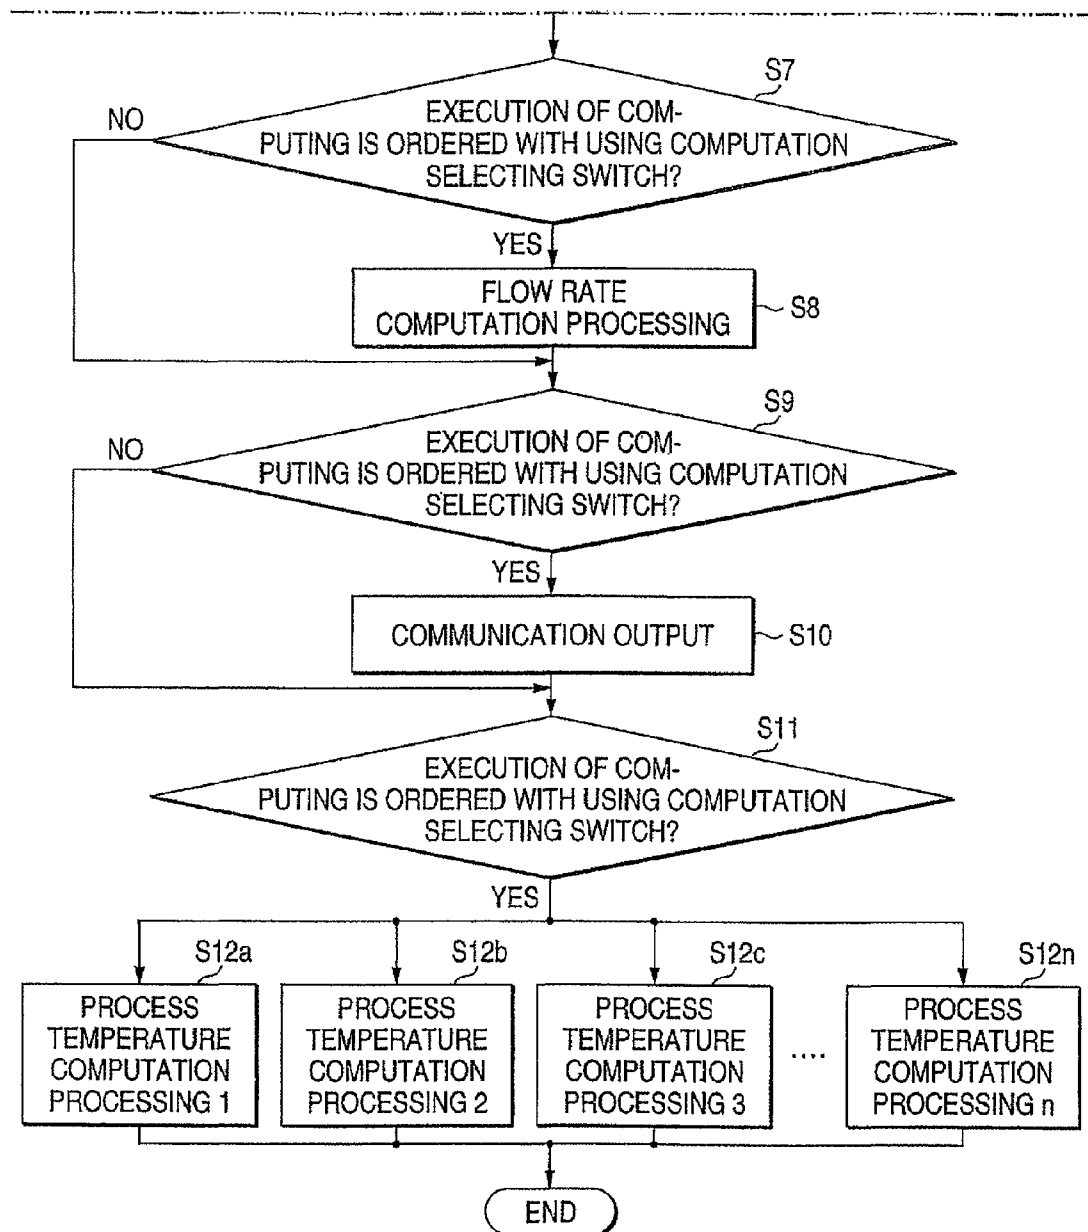 S7
EXECUTION OF COM-
PUTING IS ORDERED WITH USING COMPUTATION
SELECTING SWITCH?
NO
YES
FLOW RATE
COMPUTATION PROCESSING
S8
S9
EXECUTION OF COM-
PUTING IS ORDERED WITH USING COMPUTATION
SELECTING SWITCH?
NO
YES
COMMUNICATION OUTPUT
S10
S11
EXECUTION OF COM-
PUTING IS ORDERED WITH USING COMPUTATION
SELECTING SWITCH?
YES
S12a
PROCESS
TEMPERATURE
COMPUTATION
PROCESSING 1
S12b
PROCESS
TEMPERATURE
COMPUTATION
PROCESSING 2
S12c
PROCESS
TEMPERATURE
COMPUTATION
PROCESSING 3
....
S12n
PROCESS
TEMPERATURE
COMPUTATION
PROCESSING n
END